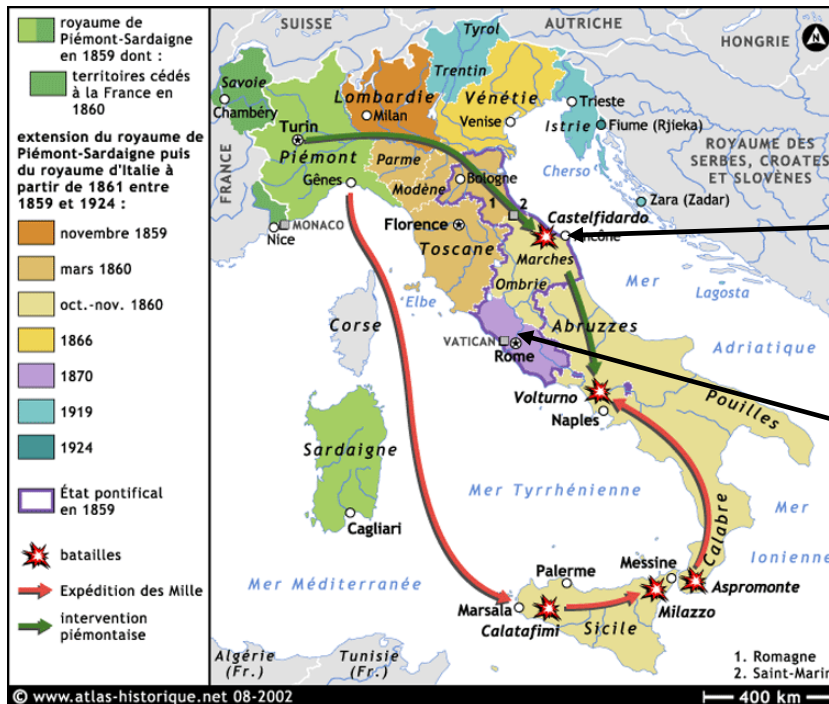 royaume de
Piémont-Sardaigne
en 1859 dont :
territoires cédés
à la France en
1860
extension du royaume de
Piémont-Sardaigne puis
du royaume d'Italie à
partir de 1861 entre
1859 et 1924 :
novembre 1859
mars 1860
oct.-nov. 1860
1866
1870
1919
1924
État pontifical
en 1859
batailles
Expédition des Mille
intervention
piémontaise
SUISSE
AUTRICHE
HONGRIE
N
Tyrol
Trentin
Savoie
Chambéry
Lombardie
Milan
Vénétie
Venise
Trieste
Istrie
Fiume (Rjieka)
Turin
Piémont
FRANCE
Parme
Modène
Bologne
Cherso
ROYAUME DES
SERBES, CROATES
ET SLOVÈNES
Gênes
1
2
Zara (Zadar)
Nice
MONACO
Florence
Toscane
Castelfidardo
Marches
Ombrie
'Elbe
Mer
Lagosta
Corse
Abruzzes
Adriatique
VATICAN
Rome
Volturno
Naples
Pouilles
Sardaigne
Cagliari
Mer Tyrrhénienne
Mer
Ionienne
Calabre
Mer Méditerranée
Palerme
Messine
Aspromonte
Marsala
Calatafimi
Milazzo
Sicile
Algérie
(Fr.)
Tunisie
(Fr.)
1. Romagne
2. Saint-Marin
© www.atlas-historique.net 08-2002
400 km